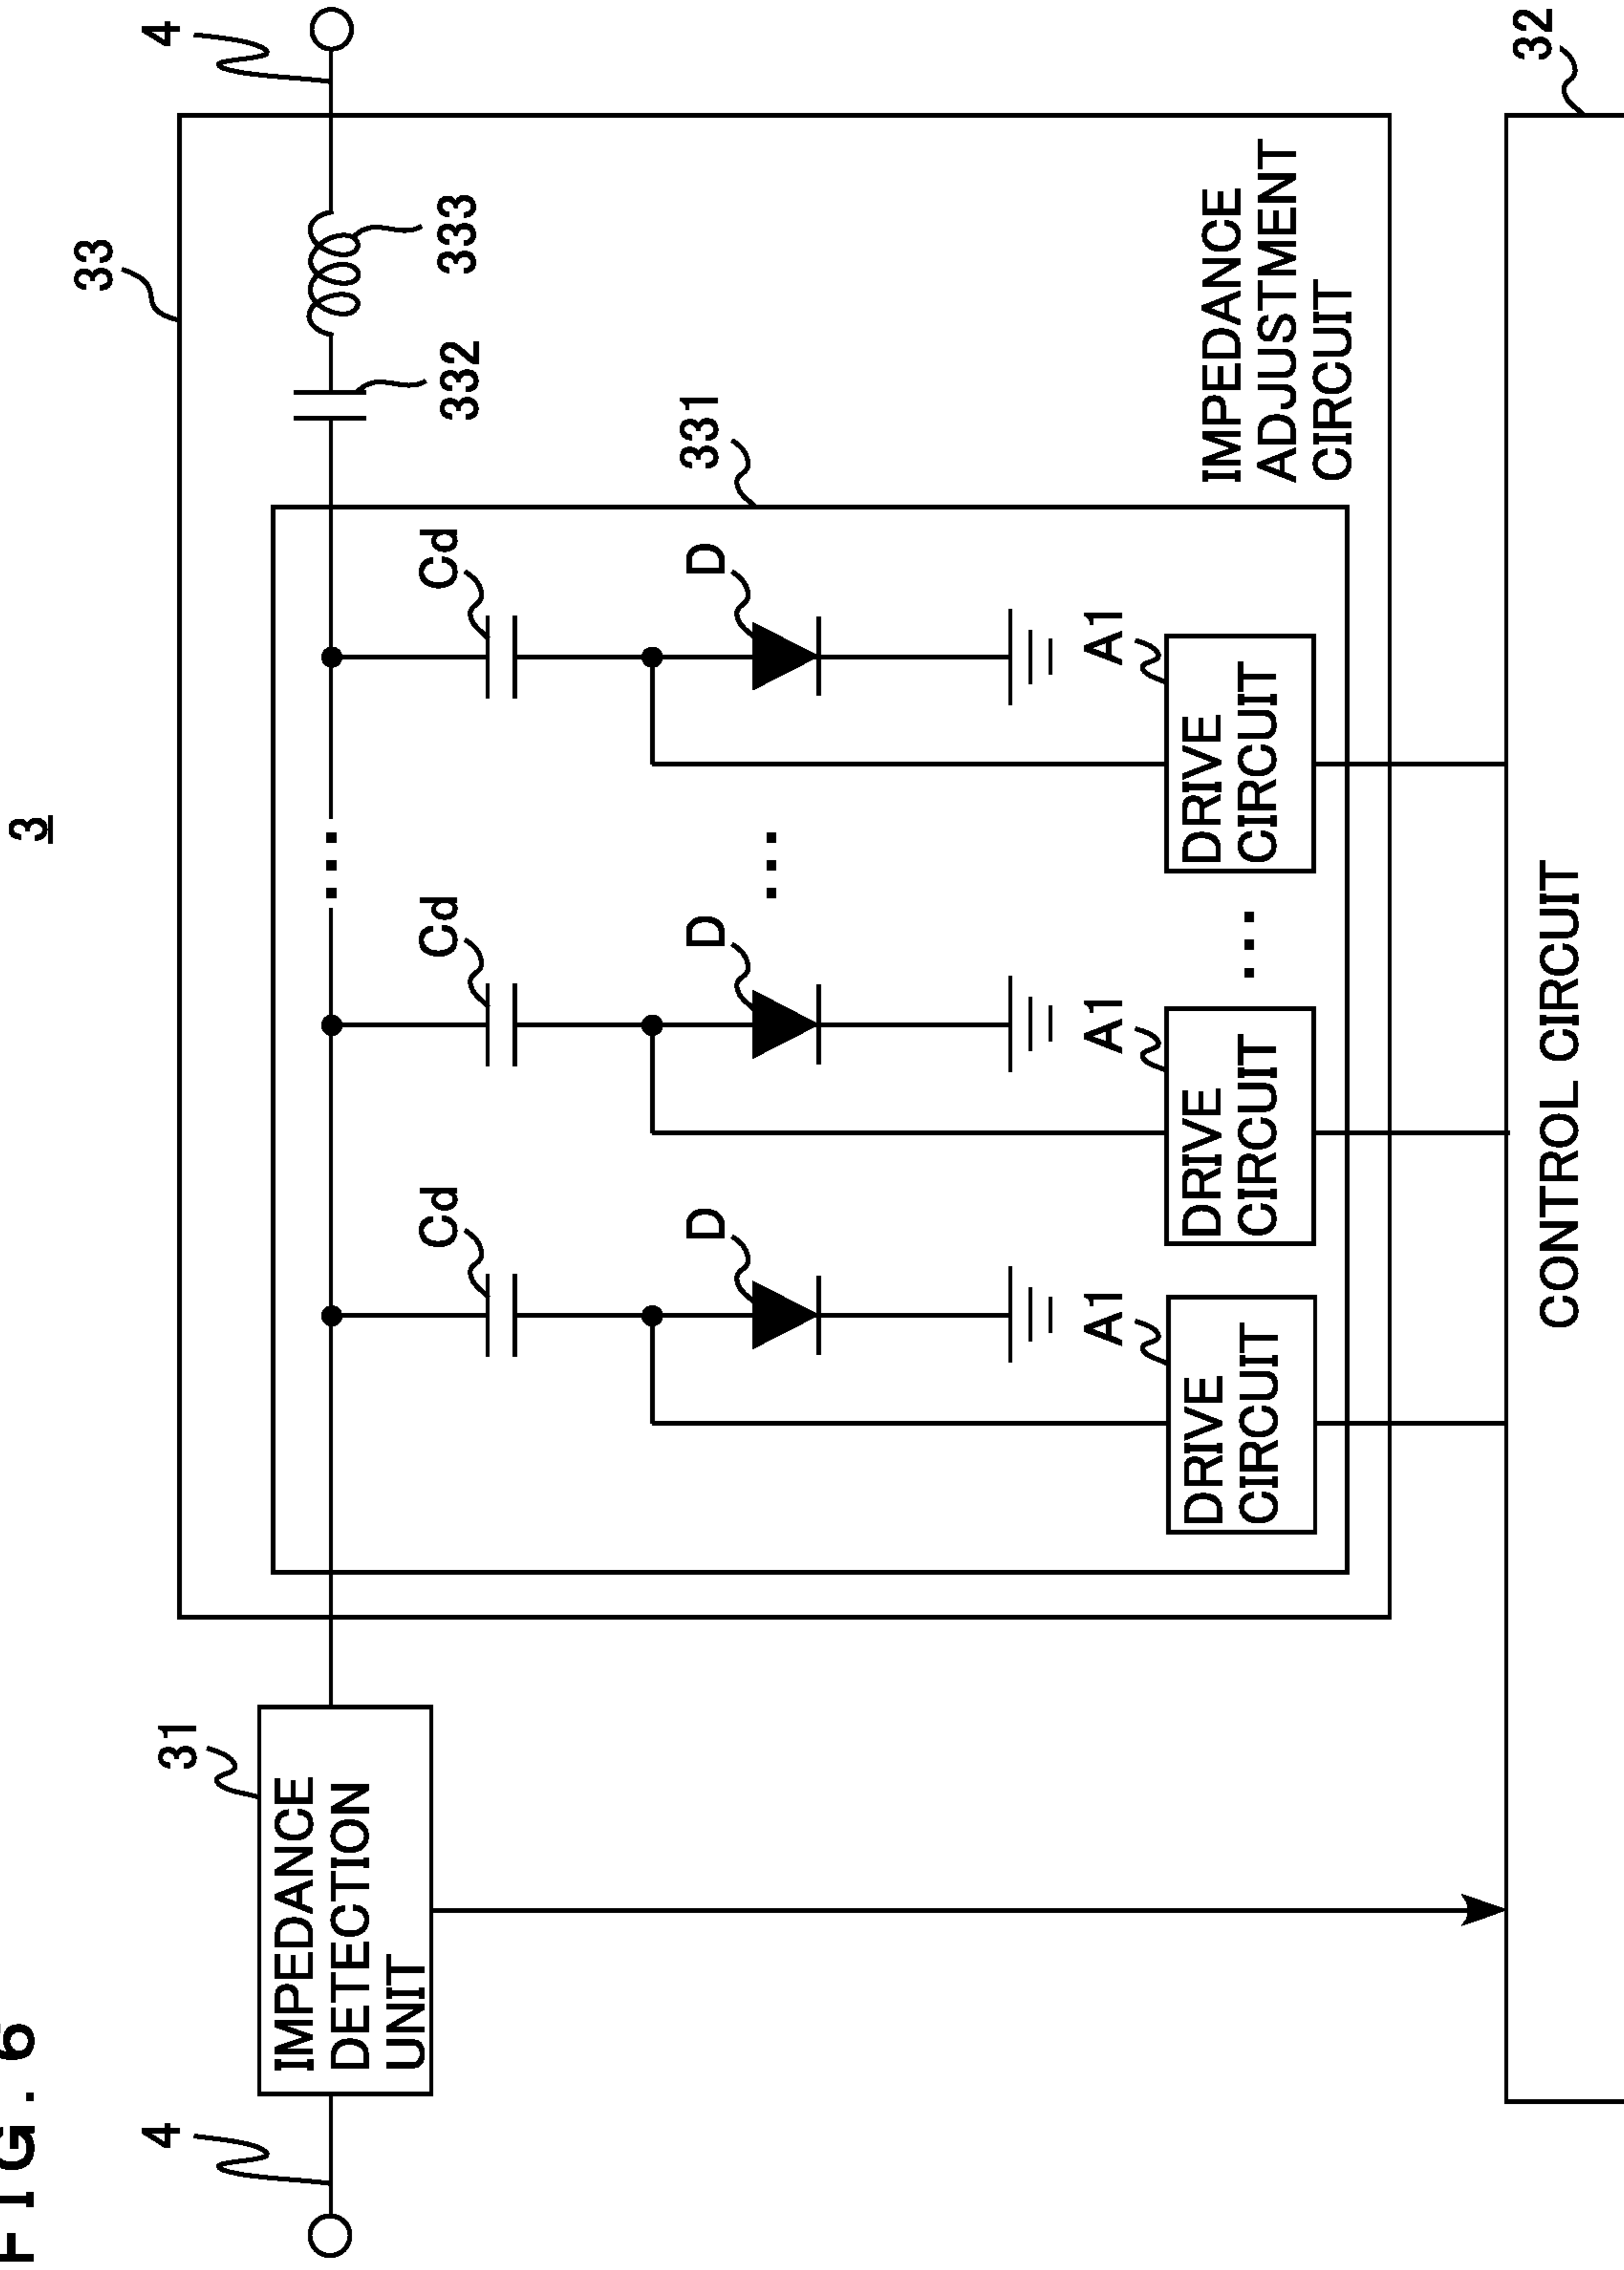 FIG. 6
3
33
4
4
31
IMPEDANCE
DETECTION
UNIT
Cd
Cd
Cd
332
333
331
D
D
D
...
...
...
A1
A1
A1
DRIVE
CIRCUIT
DRIVE
CIRCUIT
DRIVE
CIRCUIT
IMPEDANCE
ADJUSTMENT
CIRCUIT
32
CONTROL CIRCUIT